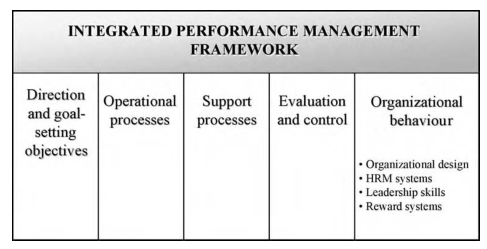 INTEGRATED PERFORMANCE MANAGEMENT
FRAMEWORK
Direction
and goal-
setting
objectives
Operational
processes
Support
processes
Evaluation
and control
Organizational
behaviour
• Organizational design
• HRM systems
• Leadership skills
• Reward systems